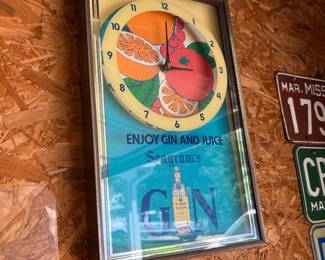 12
11
1
10
2
9
3
8
4
7
5
6
ENJOY GIN AND JUICE
Seagram's
GIN
MAR. MISS
179
CE
MA